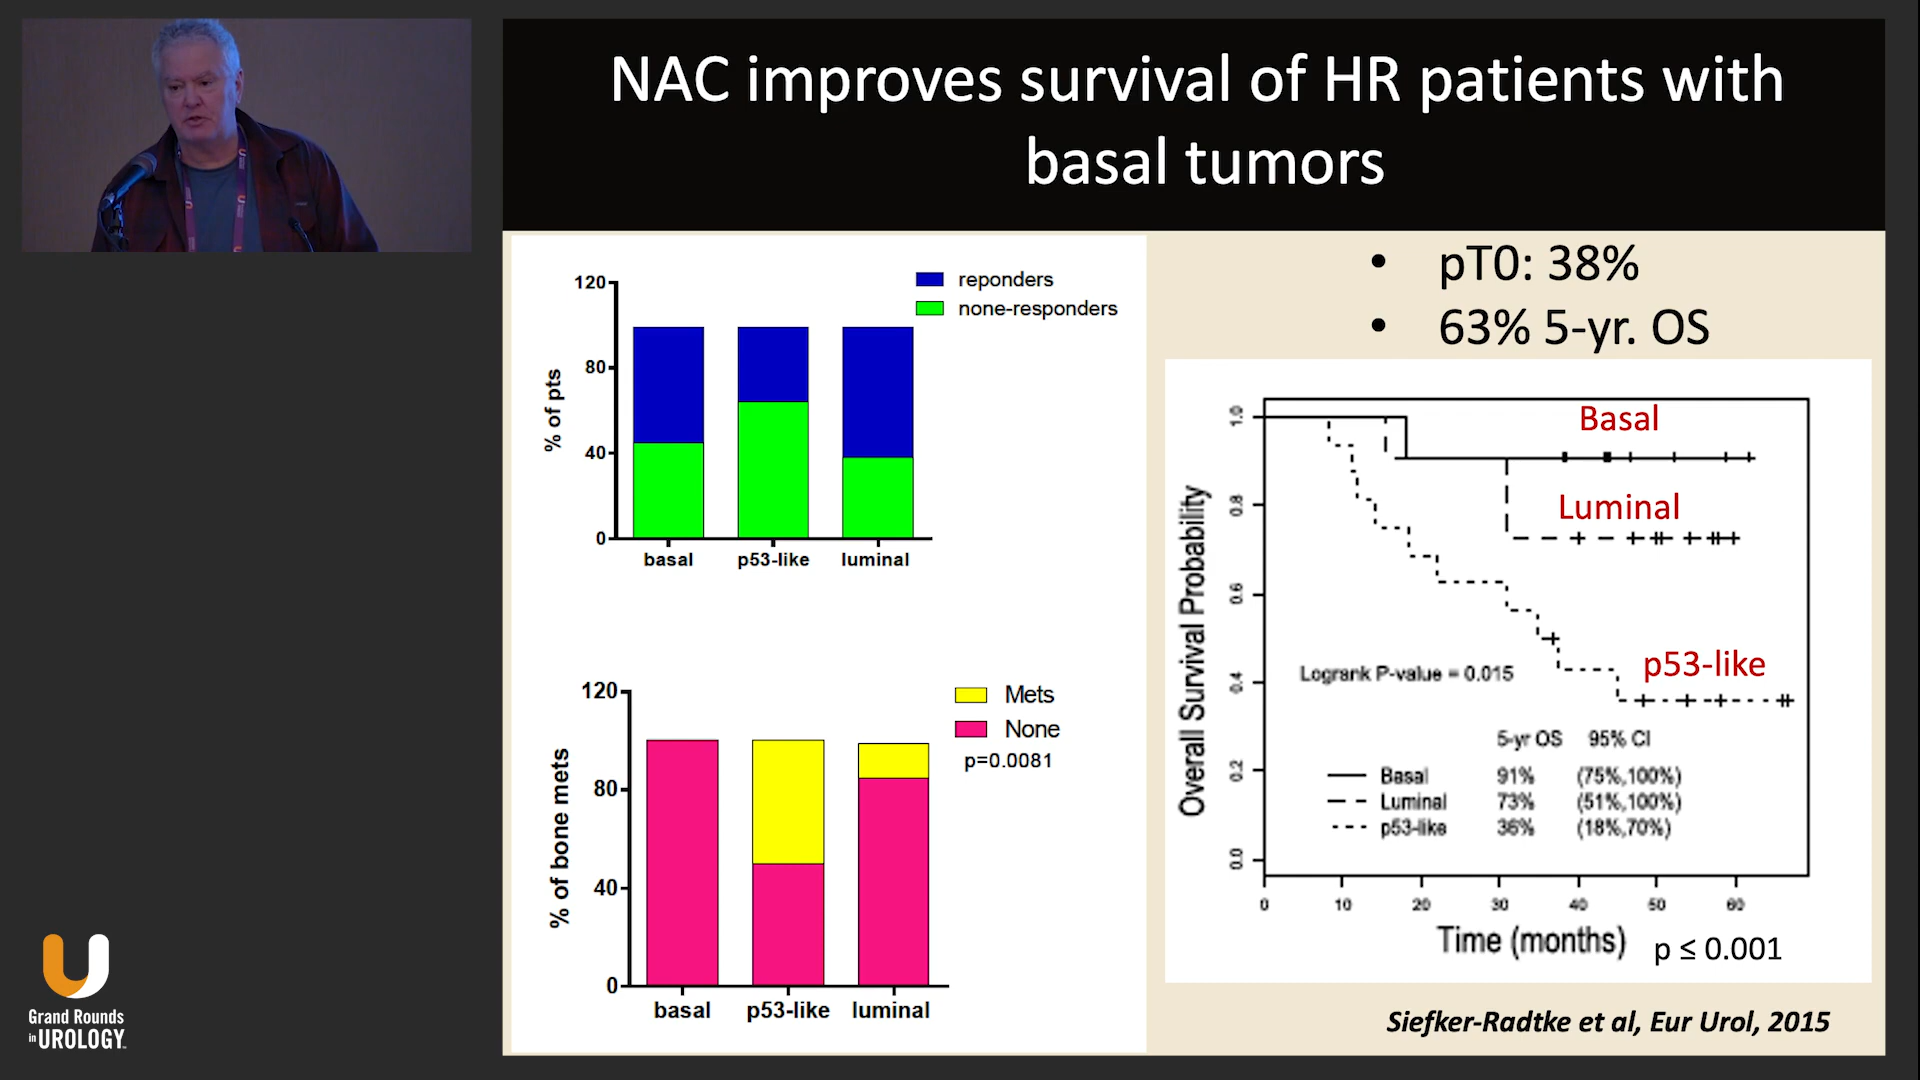 NAC improves survival of HR patients with
basal tumors
120
80
40
0
% of pts
reponders
none-responders
basal p53-like luminal
120
80
40
0
% of bone mets
Mets
None
p=0.0081
basal p53-like luminal
• pT0: 38%
• 63% 5-yr. OS
1.0
0.8
0.6
0.4
0.2
0.0
Overall Survival Probability
Basal
Luminal
p53-like
Logrank P-value = 0.015
5-yr OS 95% CI
Basal 91% (75%,100%)
Luminal 73% (51%,100%)
p53-like 36% (18%,70%)
0 10 20 30 40 50 60
Time (months)
p ≤ 0.001
Siefker-Radtke et al, Eur Urol, 2015
Grand Rounds
in UROLOGY